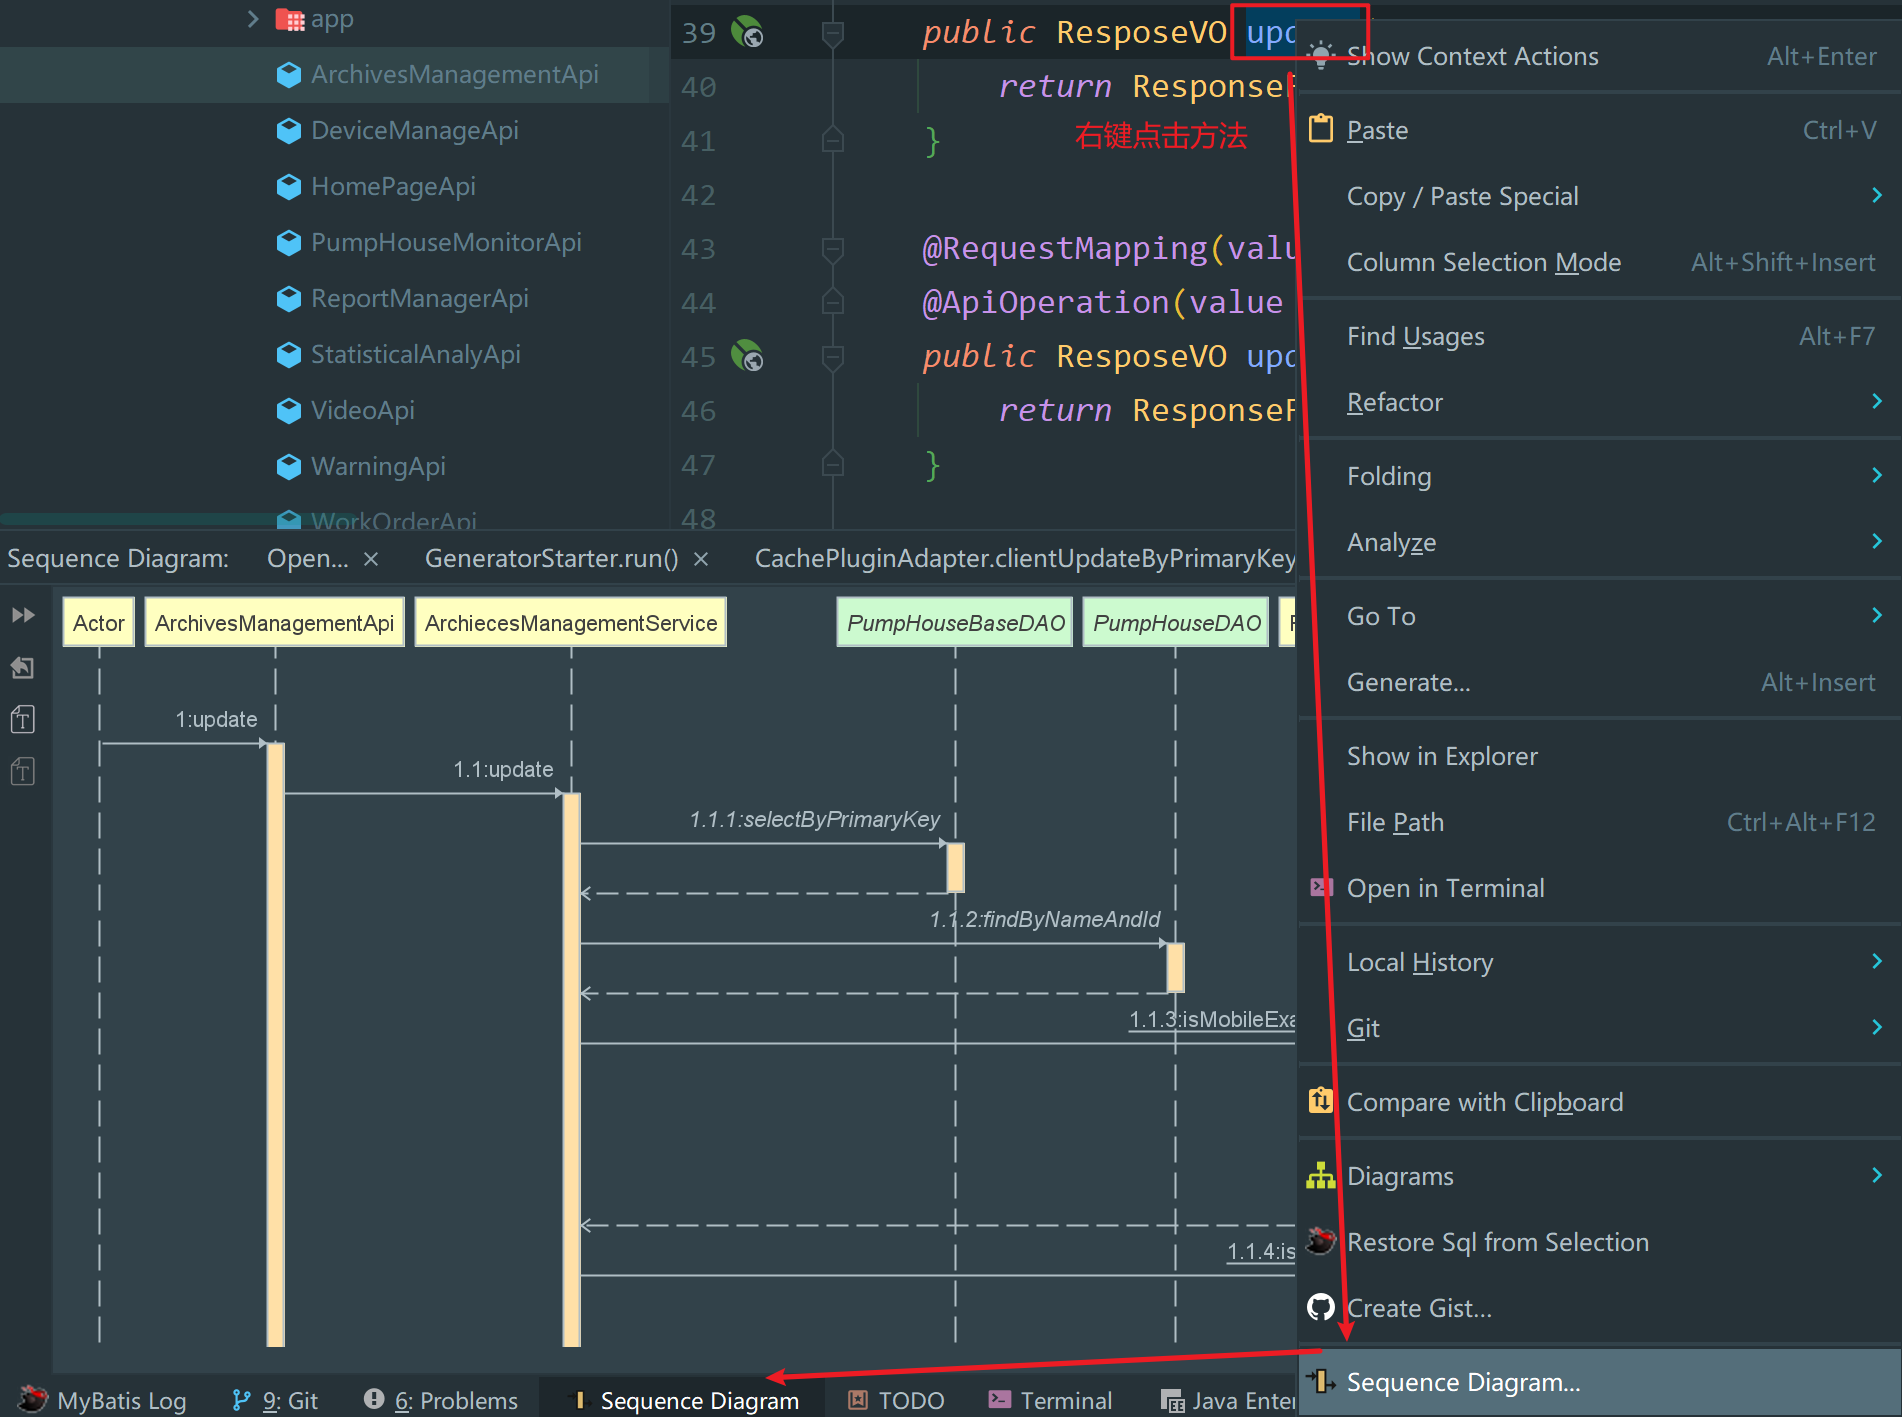 app
ArchivesManagementApi
DeviceManageApi
HomePageApi
PumpHouseMonitorApi
ReportManagerApi
StatisticalAnalyApi
VideoApi
WarningApi
WorkOrderApi
39 public ResposeVO upd
40 return Response
41 }
右键点击方法
42
43 @RequestMapping(valu
44 @ApiOperation(value
45 public ResposeVO upd
46 return Response
47 }
48
Show Context Actions Alt+Enter
Paste Ctrl+V
Copy / Paste Special
Column Selection Mode Alt+Shift+Insert
Find Usages Alt+F7
Refactor
Folding
Analyze
Go To
Generate... Alt+Insert
Show in Explorer
File Path Ctrl+Alt+F12
Open in Terminal
Local History
Git
Compare with Clipboard
Diagrams
Restore Sql from Selection
Create Gist...
Sequence Diagram...
Sequence Diagram: Open... × GeneratorStarter.run() × CachePluginAdapter.clientUpdateByPrimaryKey
Actor ArchivesManagementApi ArchiecesManagementService PumpHouseBaseDAO PumpHouseDAO
1:update
1.1:update
1.1.1:selectByPrimaryKey
1.1.2:findByNameAndId
1.1.3:isMobileExa
1.1.4:is
MyBatis Log 9: Git 6: Problems Sequence Diagram TODO Terminal Java Enter